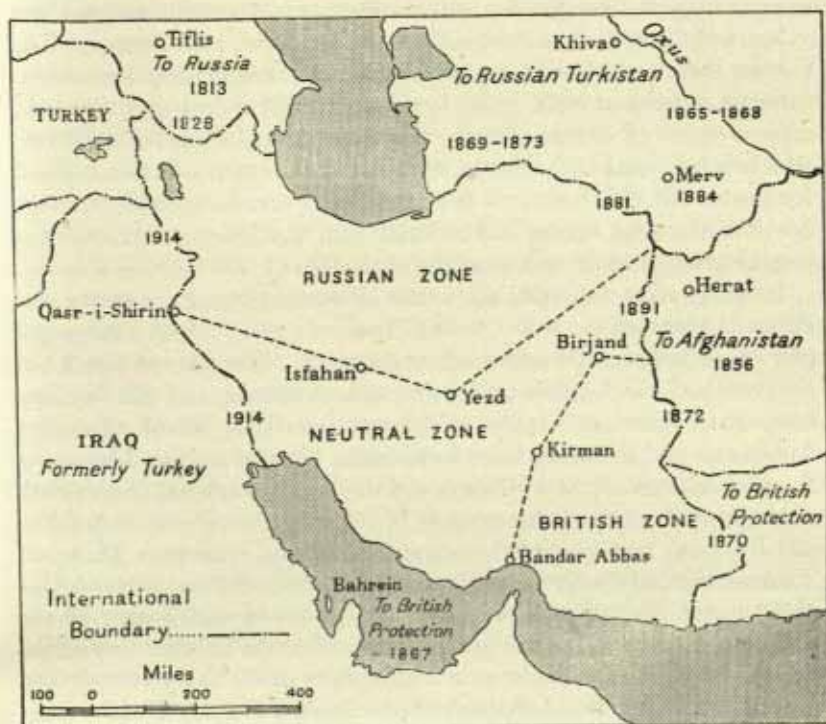 Tiflis
To Russia
1813
1828
TURKEY
Khiva
Oxus
To Russian Turkistan
1865-1868
1869-1873
Merv
1884
1881
1914
RUSSIAN ZONE
Qasr-i-Shirin
Herat
1891
Birjand
To Afghanistan
1856
Isfahan
Yezd
1914
NEUTRAL ZONE
1872
IRAQ
Formerly Turkey
Kirman
To British
Protection
BRITISH ZONE
1870
Bandar Abbas
Bahrein
To British
Protection
- 1867
International
Boundary
Miles
100 0 200 400